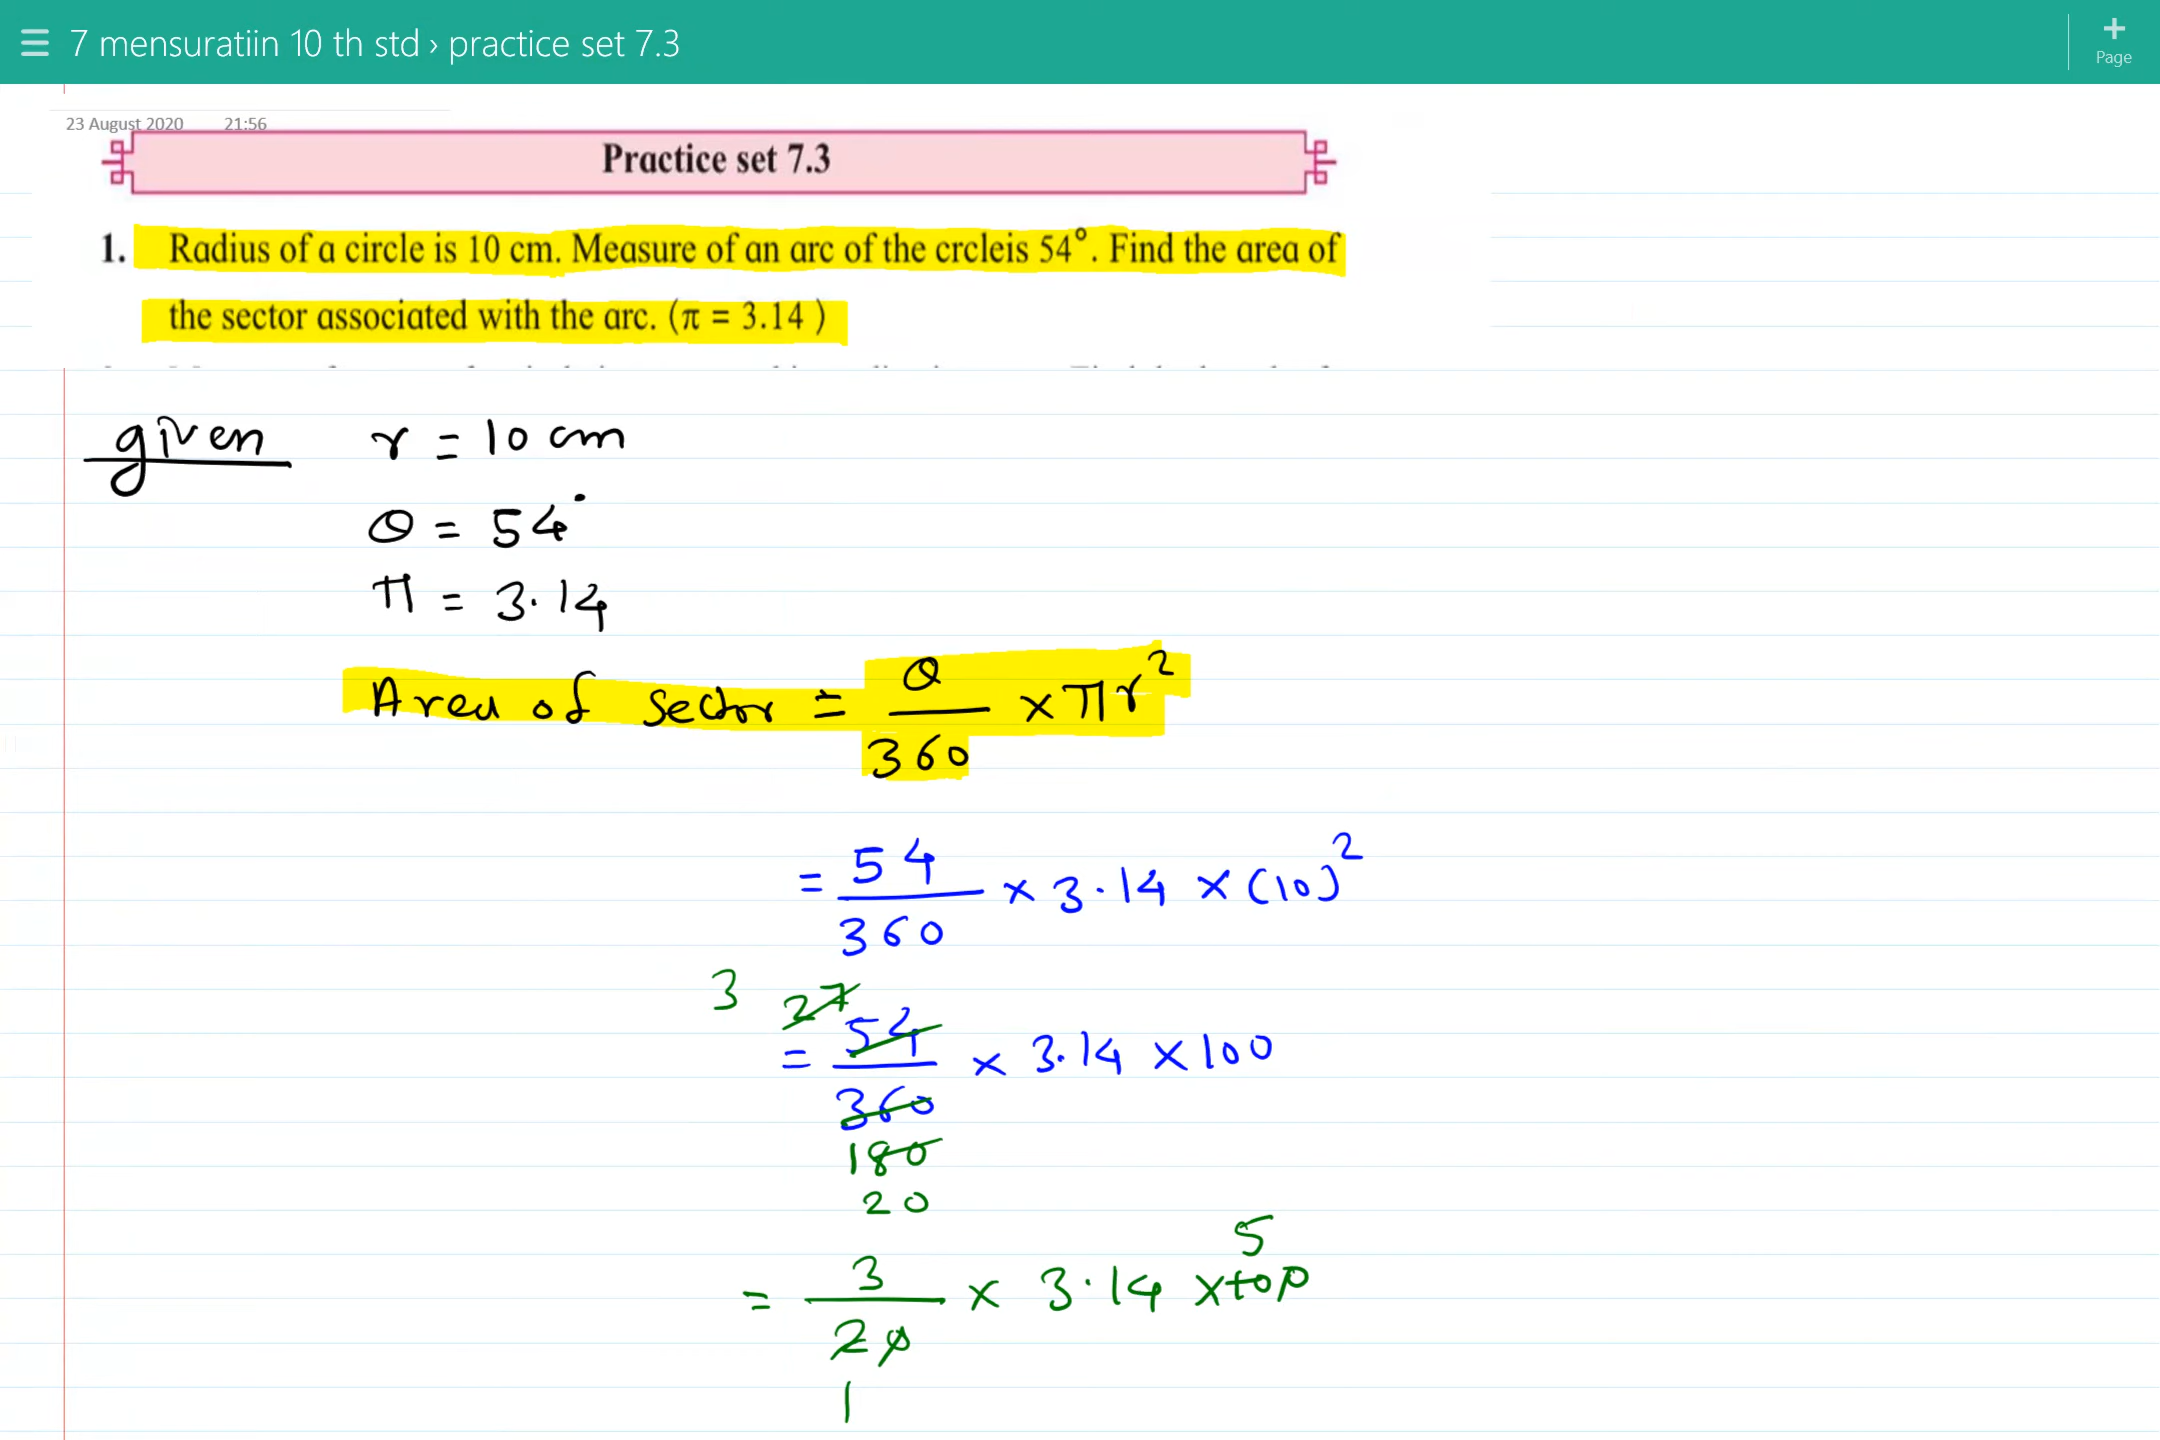 7 mensuratiin 10 th std › practice set 7.3
+
Page
23 August 2020 21:56
Practice set 7.3
1. Radius of a circle is 10 cm. Measure of an arc of the crcleis 54°. Find the area of
the sector associated with the arc. (π = 3.14 )
given r = 10 cm
θ = 54°
π = 3.14
Area of sector = θ/360 × πr²
= 54/360 × 3.14 × (10)²
3 27
= 54/360 × 3.14 × 100
180
20
5
= 3/20 × 3.14 × 100
1